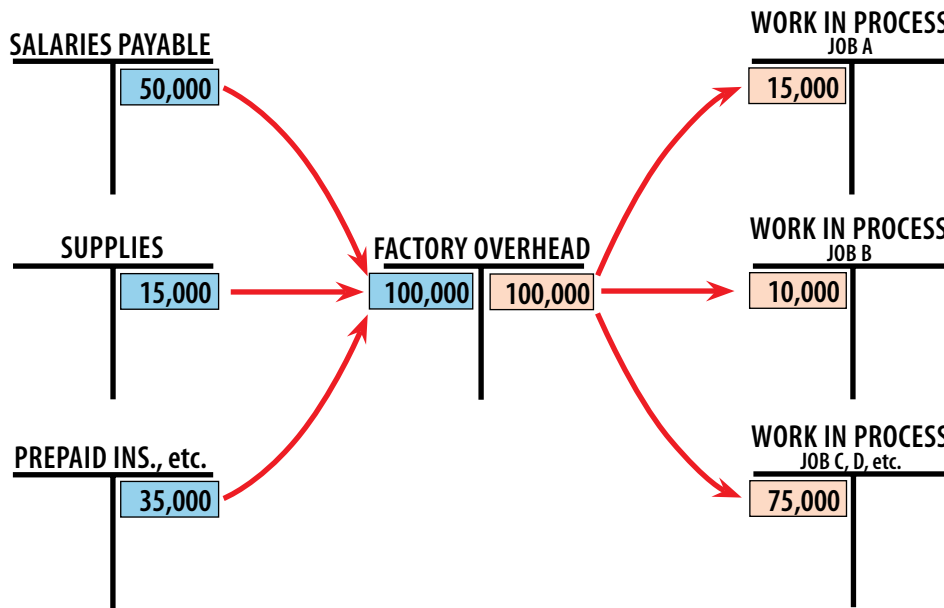 SALARIES PAYABLE
50,000
SUPPLIES
15,000
PREPAID INS., etc.
35,000
FACTORY OVERHEAD
100,000 100,000
WORK IN PROCESS
JOB A
15,000
WORK IN PROCESS
JOB B
10,000
WORK IN PROCESS
JOB C, D, etc.
75,000